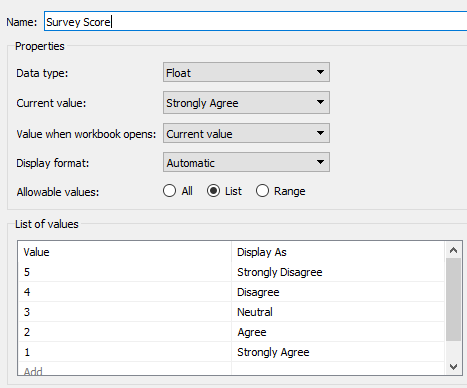 Name: Survey Score
Properties
Data type: Float
Current value: Strongly Agree
Value when workbook opens: Current value
Display format: Automatic
Allowable values: All List Range
List of values
Value Display As
5 Strongly Disagree
4 Disagree
3 Neutral
2 Agree
1 Strongly Agree
Add